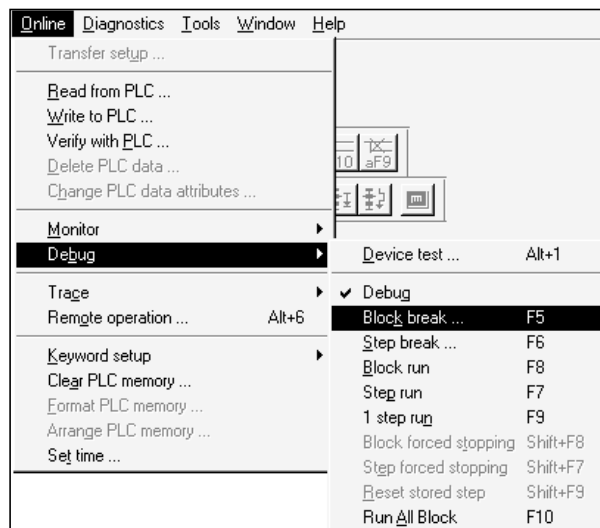 Online Diagnostics Tools Window Help
Transfer setup ...
Read from PLC ...
Write to PLC ...
Verify with PLC ...
Delete PLC data ...
Change PLC data attributes ...
10 aF9
Monitor
Debug
Device test ... Alt+1
Trace
✔ Debug
Remote operation ... Alt+6
Block break ... F5
Step break ... F6
Keyword setup
Block run F8
Clear PLC memory ...
Step run F7
Format PLC memory ...
1 step run F9
Arrange PLC memory ...
Block forced stopping Shift+F8
Set time ...
Step forced stopping Shift+F7
Reset stored step Shift+F9
Run All Block F10